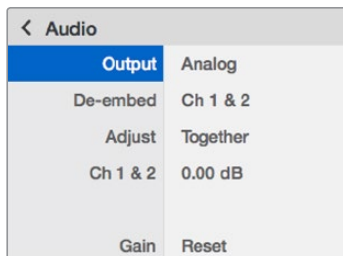 < Audio
Output Analog
De-embed Ch 1 & 2
Adjust Together
Ch 1 & 2 0.00 dB
Gain Reset